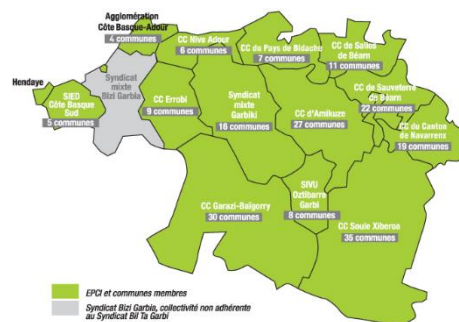 Agglomération
Côte Basque-Adour
4 communes
CC Nive Adour
6 communes
CC du Pays de Bidache
7 communes
CC de Salies
de Béarn
11 communes
Hendaye
SIED
Côte Basque
Sud
5 communes
Syndicat
mixte
Bizi Garbia
CC Errobi
9 communes
Syndicat
mixte
Garbiki
16 communes
CC d'Amikuze
27 communes
CC de Sauveterre
de Béarn
22 communes
CC du Canton
de Navarrenx
19 communes
CC Garazi-Baïgorry
30 communes
SIVU
Oztibarre
Garbi
8 communes
CC Soule Xiberoa
35 communes
EPCI et communes membres
Syndicat Bizi Garbia, collectivité non adhérente
au Syndicat Bil Ta Garbi